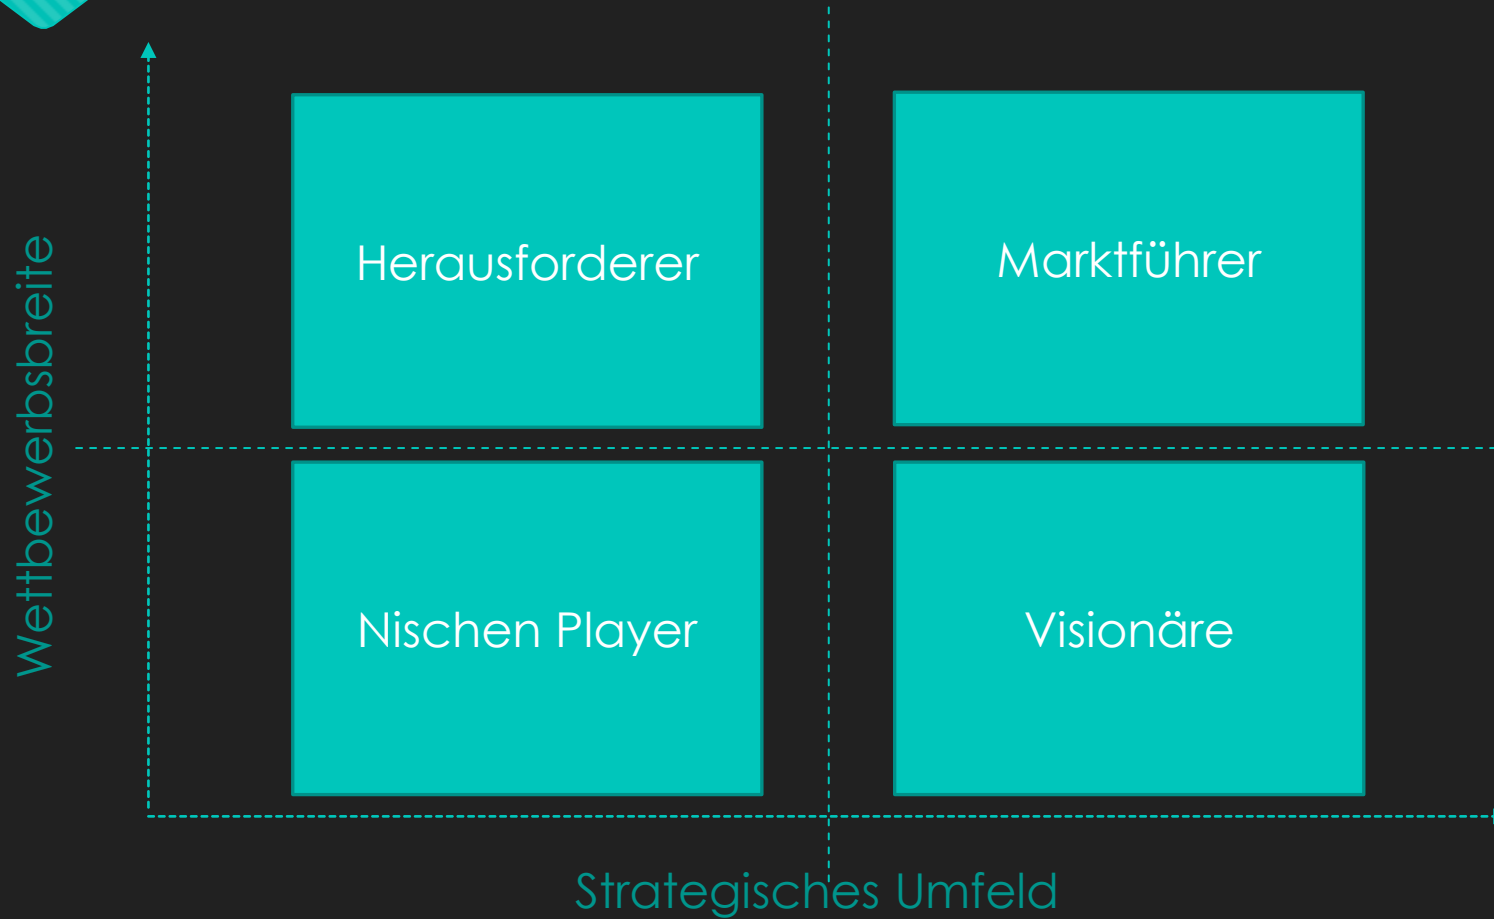 Herausforderer
Marktführer
Wettbewerbsbreite
Nischen Player
Visionäre
Strategisches Umfeld